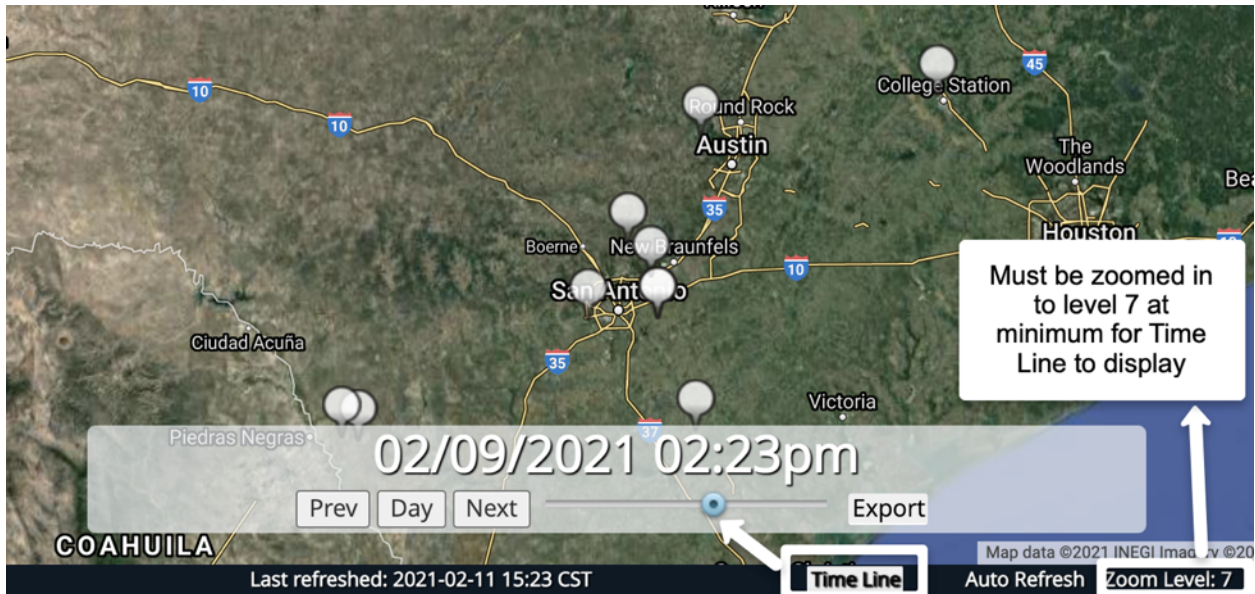 10
10
45
College Station
Round Rock
Austin
The
Woodlands
35
Boerne
New Braunfels
Houston
10
San Antonio
Must be zoomed in
to level 7 at
minimum for Time
Line to display
Ciudad Acuña
35
Victoria
37
Piedras Negras
02/09/2021 02:23pm
Prev Day Next Export
COAHUILA
Map data ©2021 INEGI
Last refreshed: 2021-02-11 15:23 CST Time Line Auto Refresh Zoom Level: 7